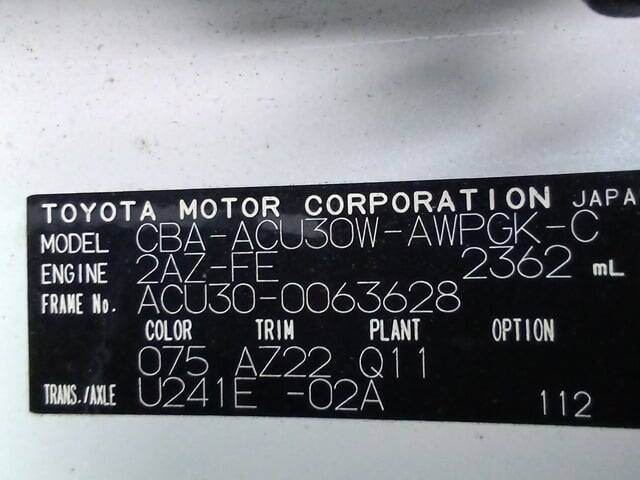 TOYOTA MOTOR CORPORATION JAPA
MODEL CBA-ACU30W-AWPGK-C
ENGINE 2AZ-FE 2362 mL
FRAME No. ACU30-0063628
COLOR TRIM PLANT OPTION
075 AZ22 Q11
TRANS./AXLE U241E -02A 112